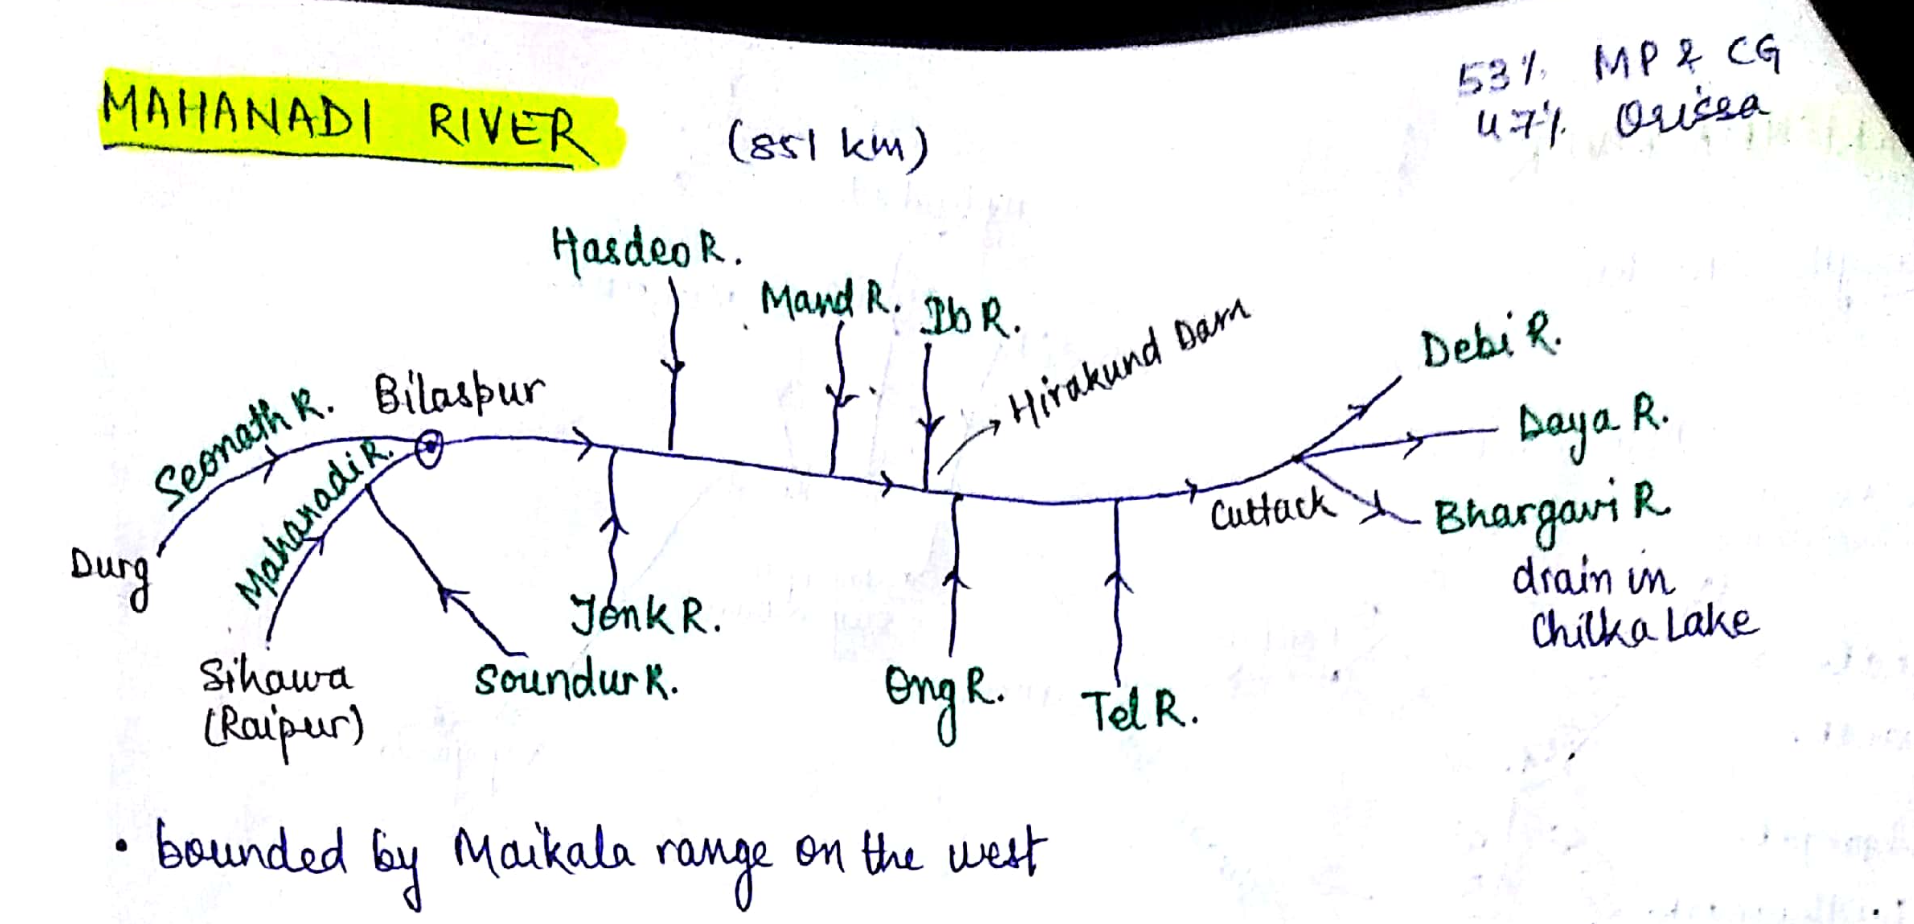 53% MP & CG
47% Orissa
MAHANADI RIVER
(851 km)
Hasdeo R.
Mand R.
Ib R.
Hirakund Dam
Debi R.
Seonath R.
Bilaspur
Daya R.
Mahanadi R.
Cuttack
Bhargavi R.
drain in
Chilka Lake
Durg
Jonk R.
Sihawa
(Raipur)
Soundur R.
Ong R.
Tel R.
• bounded by Maikala range on the west